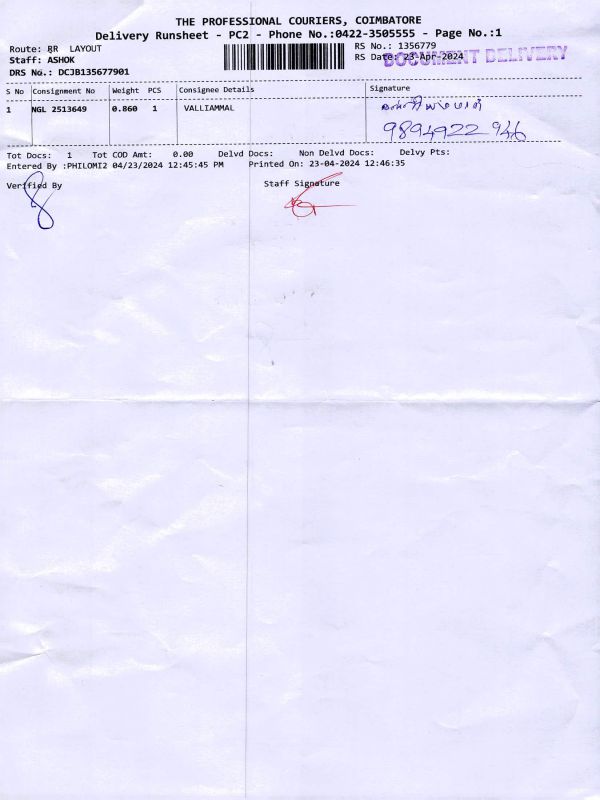 THE PROFESSIONAL COURIERS, COIMBATORE
Delivery Runsheet - PC2 - Phone No.:0422-3505555 - Page No.:1
Route: BR LAYOUT
RS No.: 1356779
Staff: ASHOK
RS Date: 23-Apr-2024
DOCUMENT DELIVERY
DRS No.: DCJB135677901
S No Consignment No Weight PCS Consignee Details Signature
1 NGL 2513649 0.860 1 VALLIAMMAL
9894922 946
Tot Docs: 1 Tot COD Amt: 0.00 Delvd Docs: Non Delvd Docs: Delvy Pts:
Entered By :PHILOMI2 04/23/2024 12:45:45 PM Printed On: 23-04-2024 12:46:35
Verified By Staff Signature